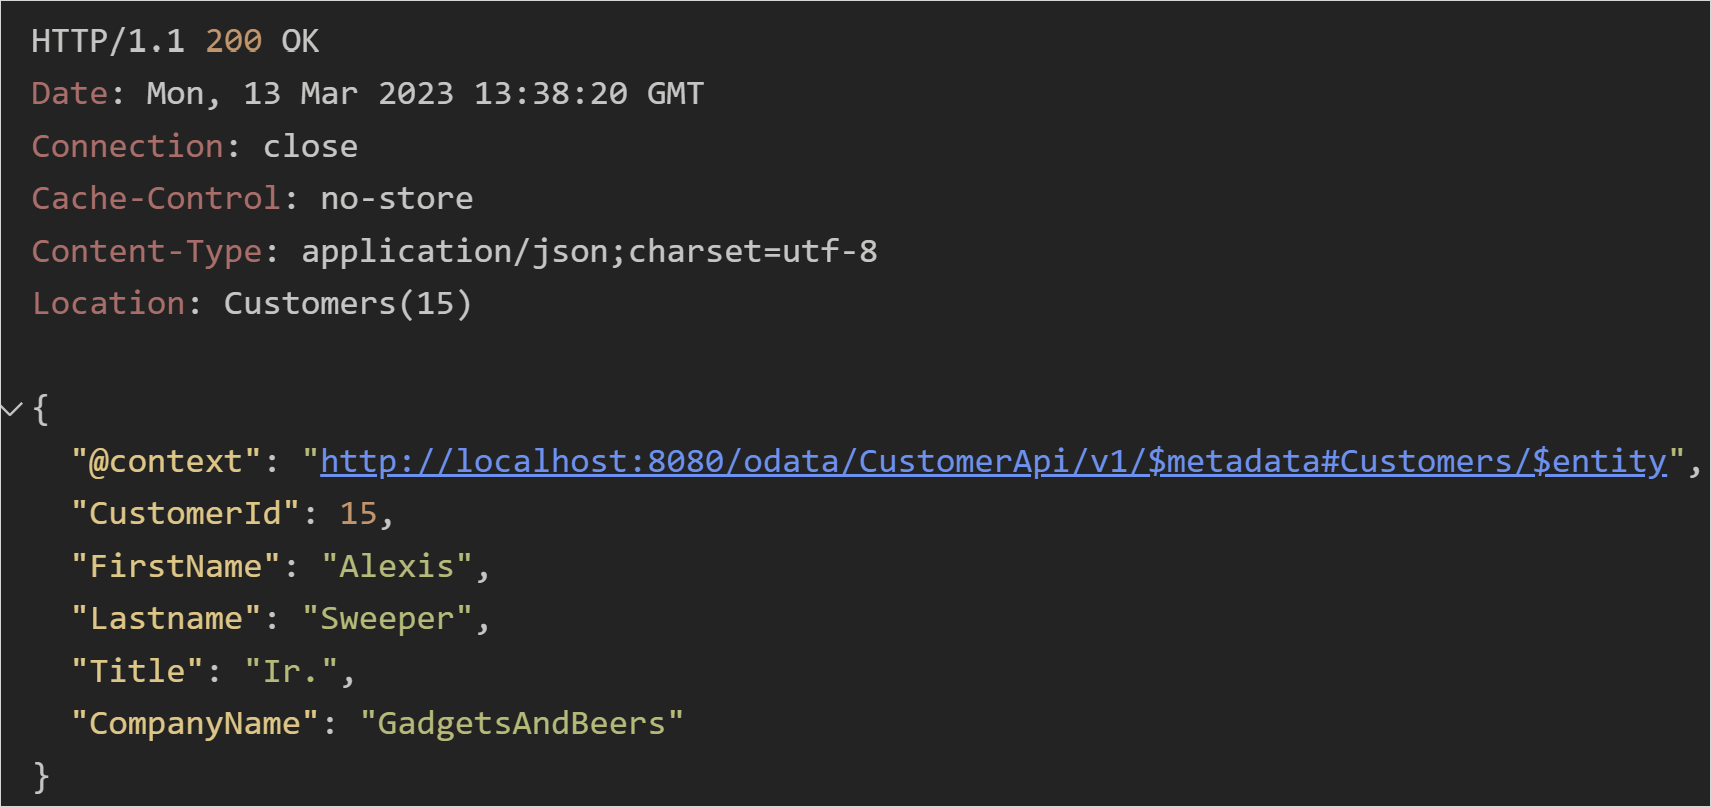 HTTP/1.1 200 OK
Date: Mon, 13 Mar 2023 13:38:20 GMT
Connection: close
Cache-Control: no-store
Content-Type: application/json;charset=utf-8
Location: Customers(15)
{
"@context": "http://localhost:8080/odata/CustomerApi/v1/$metadata#Customers/$entity",
"CustomerId": 15,
"FirstName": "Alexis",
"Lastname": "Sweeper",
"Title": "Ir.",
"CompanyName": "GadgetsAndBeers"
}